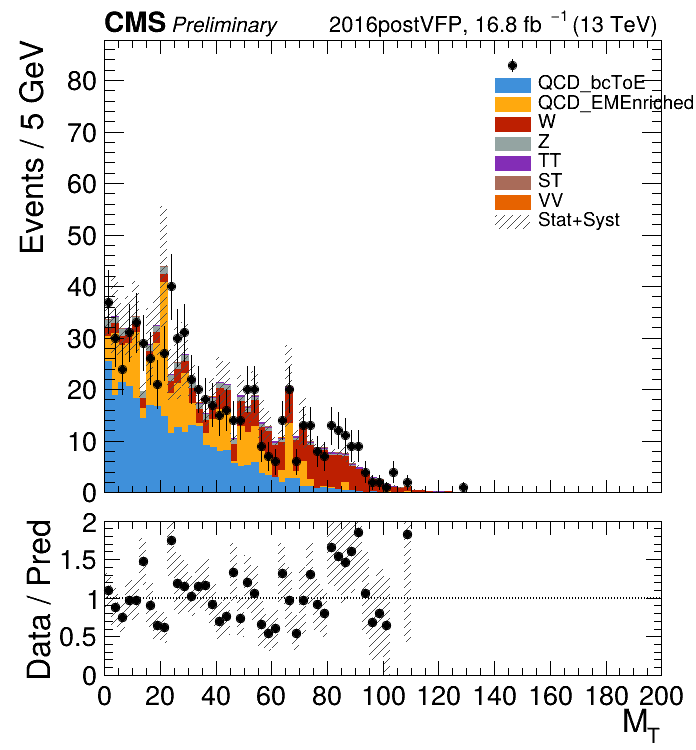 CMS Preliminary 2016postVFP, 16.8 fb ⁻¹ (13 TeV)
Events / 5 GeV
80
70
60
50
40
30
20
10
0
QCD_bcToE
QCD_EMEnriched
W
Z
TT
ST
VV
Stat+Syst
Data / Pred
2
1.5
1
0.5
0
0 20 40 60 80 100 120 140 160 180 200
M_T